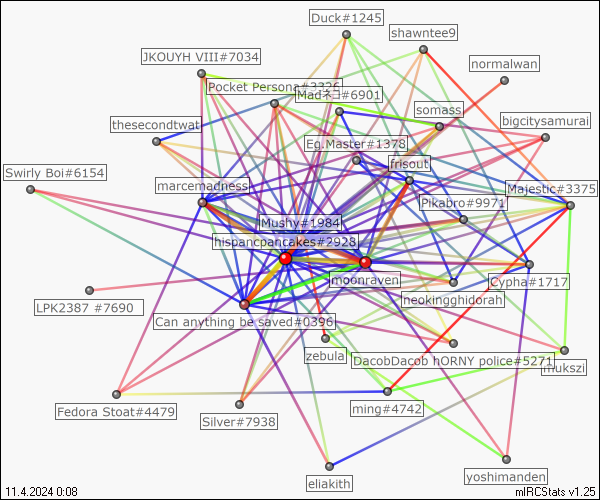 Duck#1245
shawntee9
JKOUYH VIII#7034
normalwan
Pocket Persona#3326
Madネコ#6901
somass
bigcitysamurai
thesecondtwat
Eg.Master#1378
frisout
Swirly Boi#6154
marcemadness
Majestic#3375
Pikabro#9971
Mushy#1984
hispancpancakes#2928
moonraven
Cypha#1717
neokingghidorah
LPK2387 #7690
Can anything be saved#0396
zebula
DacobDacob hORNY police#5271
mukszi
Fedora Stoat#4479
ming#4742
Silver#7938
yoshimanden
eliakith
11.4.2024 0:08
mIRCStats v1.25